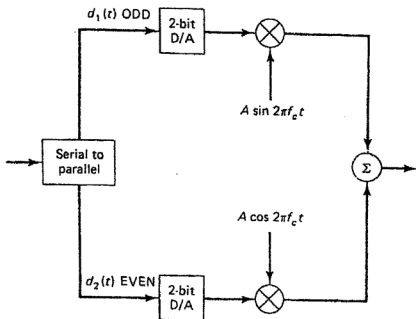 d₁(t) ODD
2-bit
D/A
A sin 2πf꜀t
Serial to
parallel
Σ
A cos 2πf꜀t
d₂(t) EVEN
2-bit
D/A